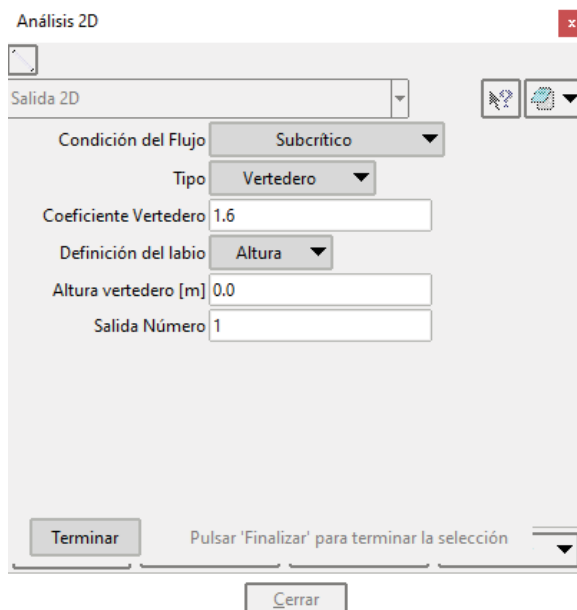 Análisis 2D
x
Salida 2D
?
Condición del Flujo Subcrítico
Tipo Vertedero
Coeficiente Vertedero 1.6
Definición del labio Altura
Altura vertedero [m] 0.0
Salida Número 1
Terminar Pulsar 'Finalizar' para terminar la selección
Cerrar